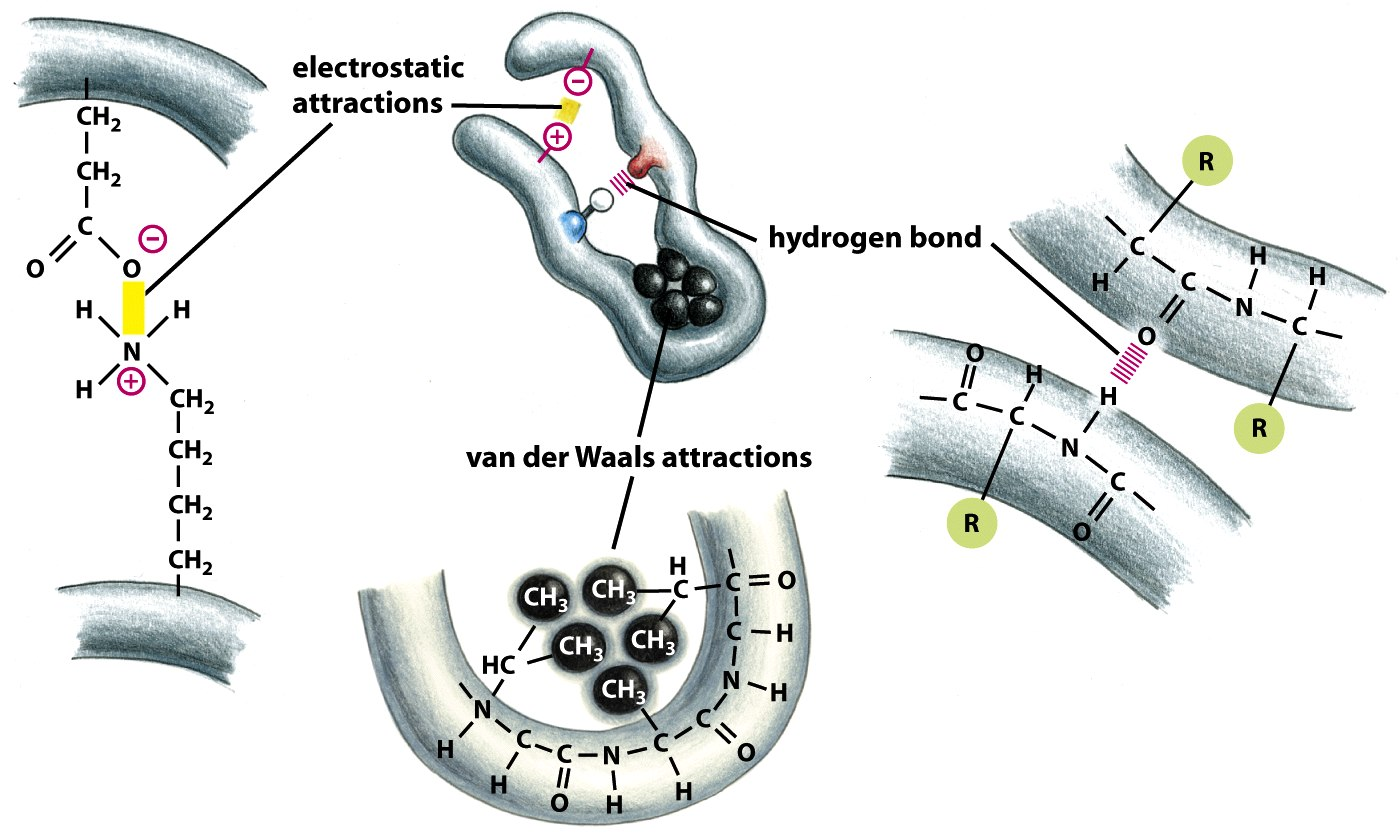 electrostatic
attractions
hydrogen bond
van der Waals attractions
CH2
CH2
C
O
O
−
H
H
N
H
+
CH2
CH2
CH2
CH2
−
+
R
C
H
C
O
H
N
H
C
R
O
C
H
C
R
N
H
C
O
CH3
CH3
CH3
CH3
CH3
H
C
C=O
C
H
N
H
HC
N
H
C
H
C
O
N
H
C
H
C
O